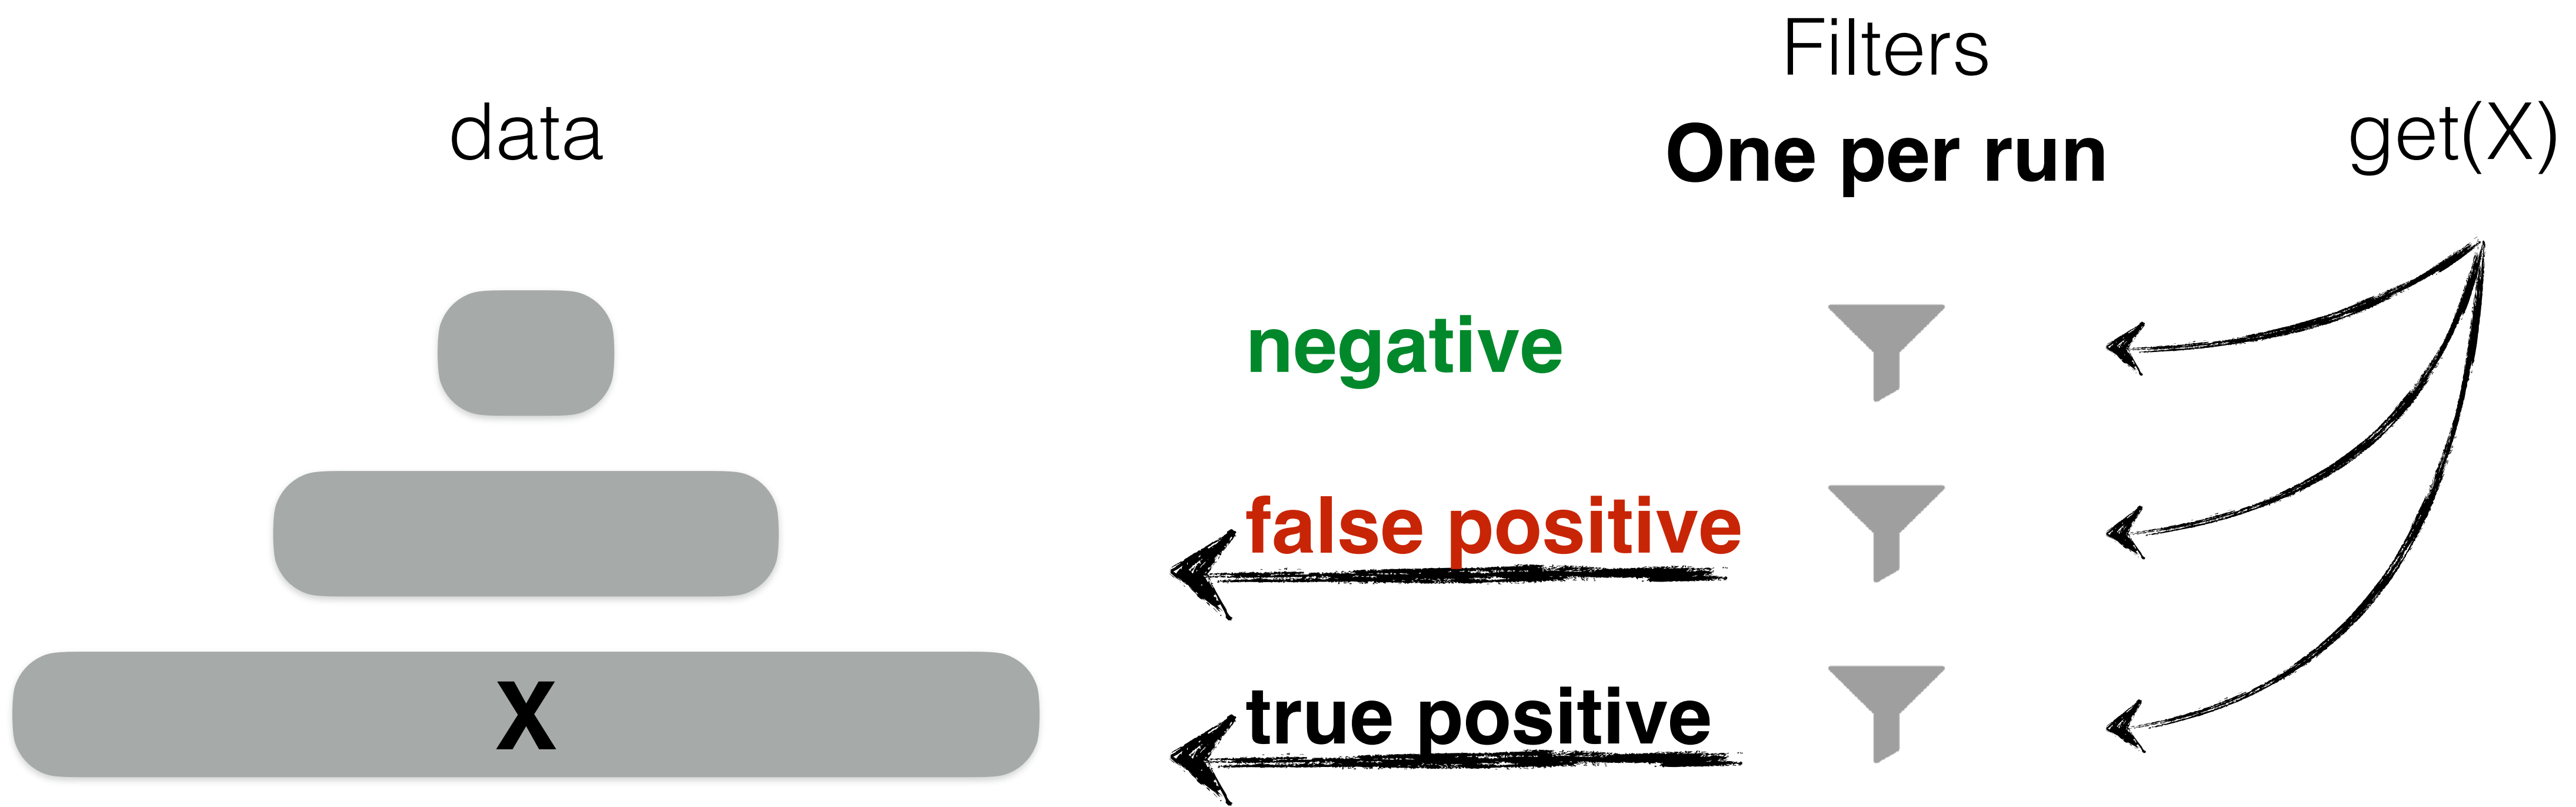 data
Filters
One per run
get(X)
negative
false positive
X
true positive